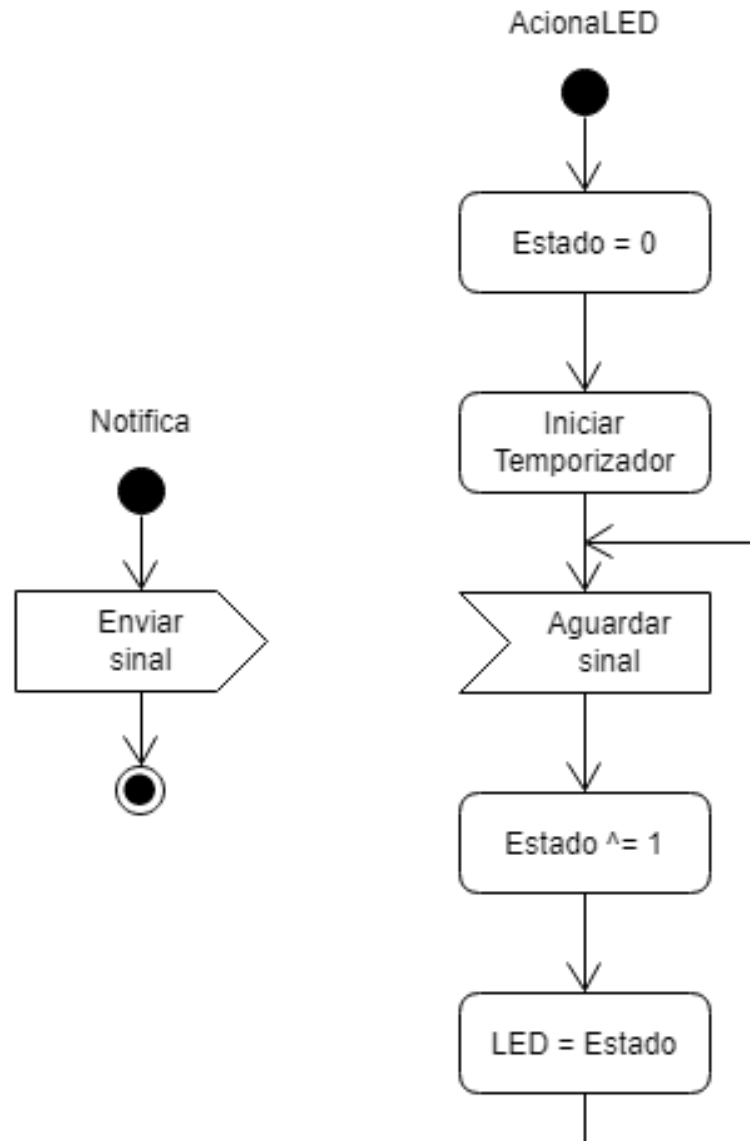 AcionaLED
Estado = 0
Iniciar
Temporizador
Notifica
Enviar
sinal
Aguardar
sinal
Estado ^= 1
LED = Estado